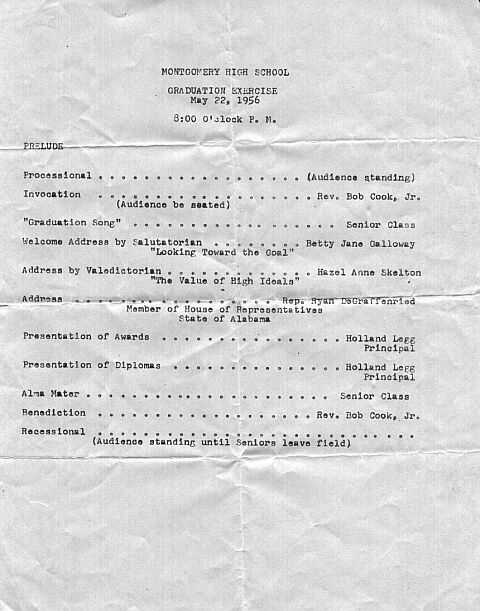 MONTGOMERY HIGH SCHOOL
GRADUATION EXERCISE
May 22, 1956
8:00 O'clock P. M.
PRELUDE
Processional . . . . . . . . . . . . . . . . . . (Audience standing)
Invocation . . . . . . . . . . . . . . . . . . . Rev. Bob Cook, Jr.
(Audience be seated)
"Graduation Song" . . . . . . . . . . . . . . . . . . Senior Class
Welcome Address by Salutatorian . . . . . . . . . Betty Jane Galloway
"Looking Toward the Goal"
Address by Valedictorian . . . . . . . . . . . . . Hazel Anne Skelton
"The Value of High Ideals"
Address . . . . . . . . . . . . . . . . . . Rep. Ryan DeGraffenried
Member of House of Representatives
State of Alabama
Presentation of Awards . . . . . . . . . . . . . . . . Holland Legg
Principal
Presentation of Diplomas . . . . . . . . . . . . . . . Holland Legg
Principal
Alma Mater . . . . . . . . . . . . . . . . . . . . . . Senior Class
Benediction . . . . . . . . . . . . . . . . . . . Rev. Bob Cook, Jr.
Recessional . . . . . . . . . . . . . . . . . . . . . . . . . . . .
(Audience standing until Seniors leave field)